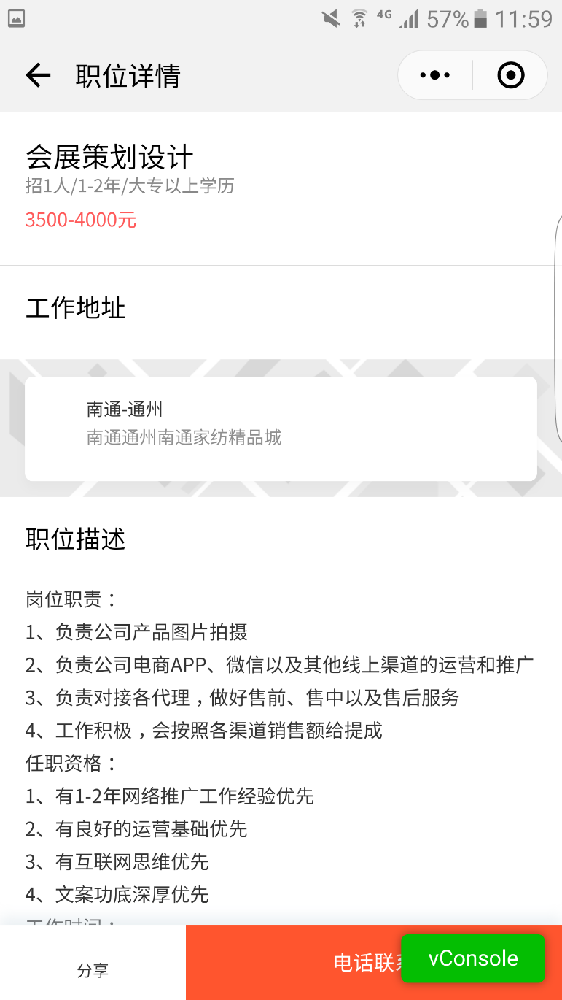 4G 57% 11:59
职位详情
会展策划设计
招1人/1-2年/大专以上学历
3500-4000元
工作地址
南通-通州
南通通州南通家纺精品城
职位描述
岗位职责：
1、负责公司产品图片拍摄
2、负责公司电商APP、微信以及其他线上渠道的运营和推广
3、负责对接各代理，做好售前、售中以及售后服务
4、工作积极，会按照各渠道销售额给提成
任职资格：
1、有1-2年网络推广工作经验优先
2、有良好的运营基础优先
3、有互联网思维优先
4、文案功底深厚优先
工作时间：
分享
电话联系
vConsole